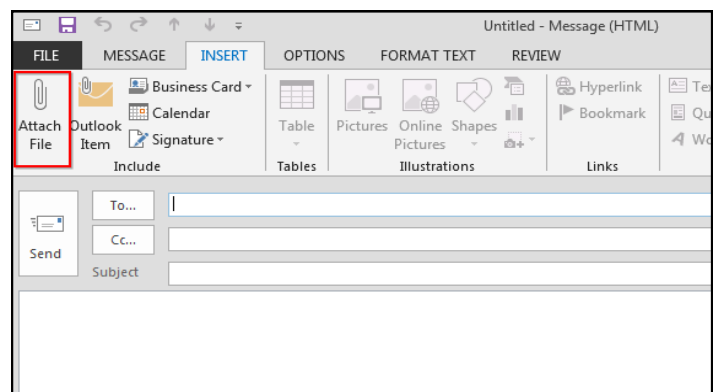 Untitled - Message (HTML)
FILE MESSAGE INSERT OPTIONS FORMAT TEXT REVIEW
Attach File
Outlook Item
Business Card
Calendar
Signature
Include
Table
Tables
Pictures
Online Pictures
Shapes
Illustrations
Hyperlink
Bookmark
Links
To...
Cc...
Subject
Send